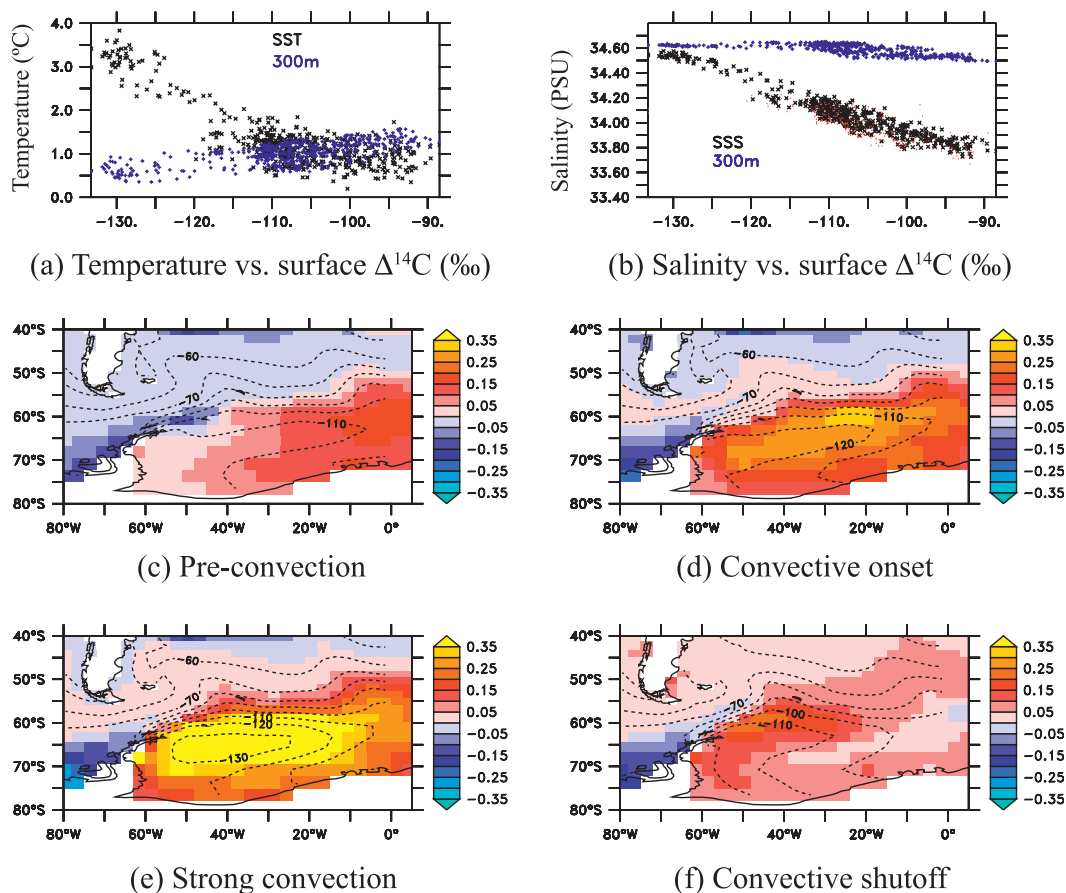 4.0
3.0
2.0
1.0
0.0
Temperature (ºC)
SST
300m
−130. −120. −110. −100. −90.
(a) Temperature vs. surface Δ¹⁴C (‰)
34.60
34.40
34.20
34.00
33.80
33.60
33.40
Salinity (PSU)
SSS
300m
−130. −120. −110. −100. −90.
(b) Salinity vs. surface Δ¹⁴C (‰)
40°S
50°S
60°S
70°S
80°S
80°W 60°W 40°W 20°W 0°
−60
−70
−110
0.35
0.25
0.15
0.05
−0.05
−0.15
−0.25
−0.35
(c) Pre-convection
40°S
50°S
60°S
70°S
80°S
80°W 60°W 40°W 20°W 0°
−60
−70
−110
−120
0.35
0.25
0.15
0.05
−0.05
−0.15
−0.25
−0.35
(d) Convective onset
40°S
50°S
60°S
70°S
80°S
80°W 60°W 40°W 20°W 0°
−60
−70
−110
−120
−130
0.35
0.25
0.15
0.05
−0.05
−0.15
−0.25
−0.35
(e) Strong convection
40°S
50°S
60°S
70°S
80°S
80°W 60°W 40°W 20°W 0°
−60
−70
−100
−110
0.35
0.25
0.15
0.05
−0.05
−0.15
−0.25
−0.35
(f) Convective shutoff